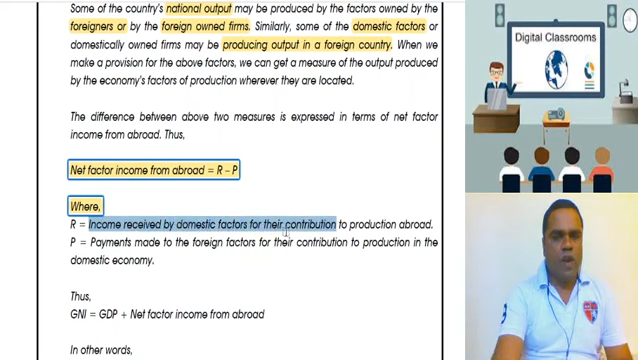 Some of the country's national output may be produced by the factors owned by the
foreigners or by the foreign owned firms. Similarly, some of the domestic factors or
domestically owned firms may be producing output in a foreign country. When we
make a provision for the above factors, we can get a measure of the output produced
by the economy's factors of production wherever they are located.
The difference between above two measures is expressed in terms of net factor
income from abroad. Thus,
Net factor income from abroad = R – P
Where,
R = Income received by domestic factors for their contribution to production abroad.
P = Payments made to the foreign factors for their contribution to production in the
domestic economy.
Thus,
GNI = GDP + Net factor income from abroad
In other words,
Digital Classrooms